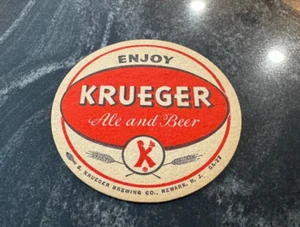 ENJOY
KRUEGER
Ale and Beer
K
G. KRUEGER BREWING CO., NEWARK, N. J.